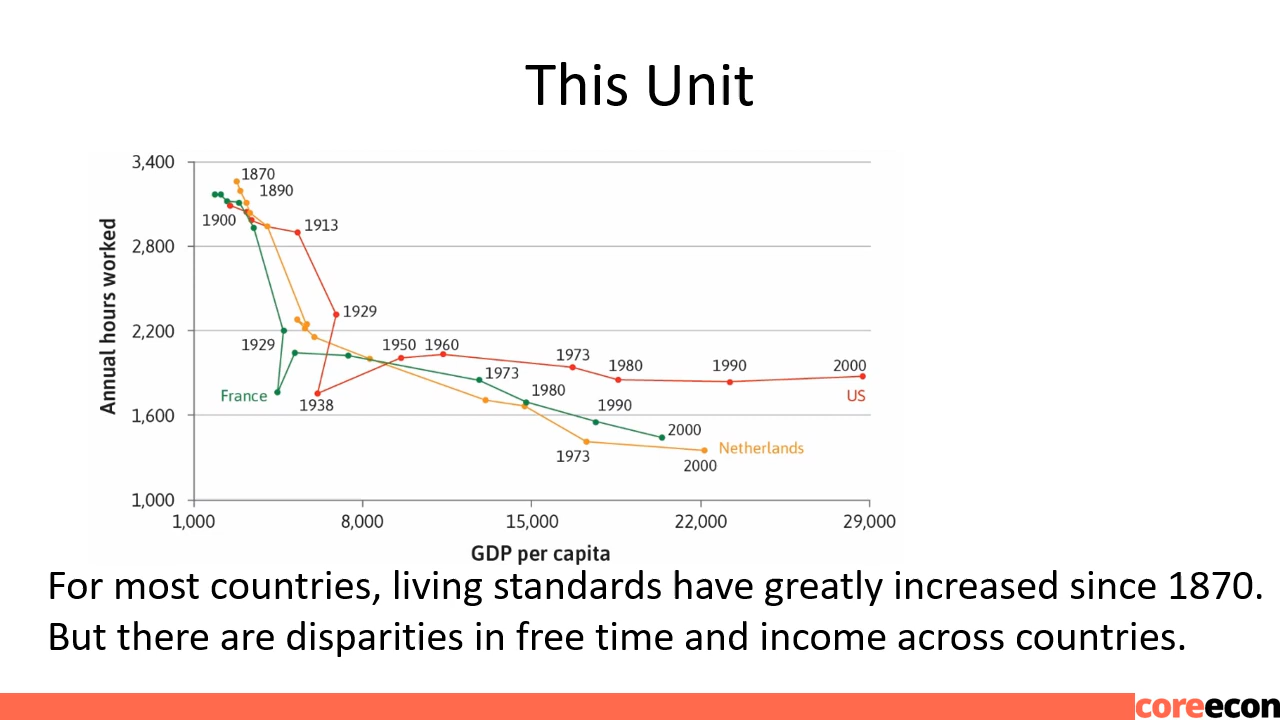 This Unit
3,400
1870
1890
1900
1913
2,800
Annual hours worked
1929
2,200
1929
1950 1960
1973
1980
1990
2000
1973
France
1938
1980
US
1,600
1990
2000
1973
Netherlands
2000
1,000
1,000 8,000 15,000 22,000 29,000
GDP per capita
For most countries, living standards have greatly increased since 1870.
But there are disparities in free time and income across countries.
coreecon